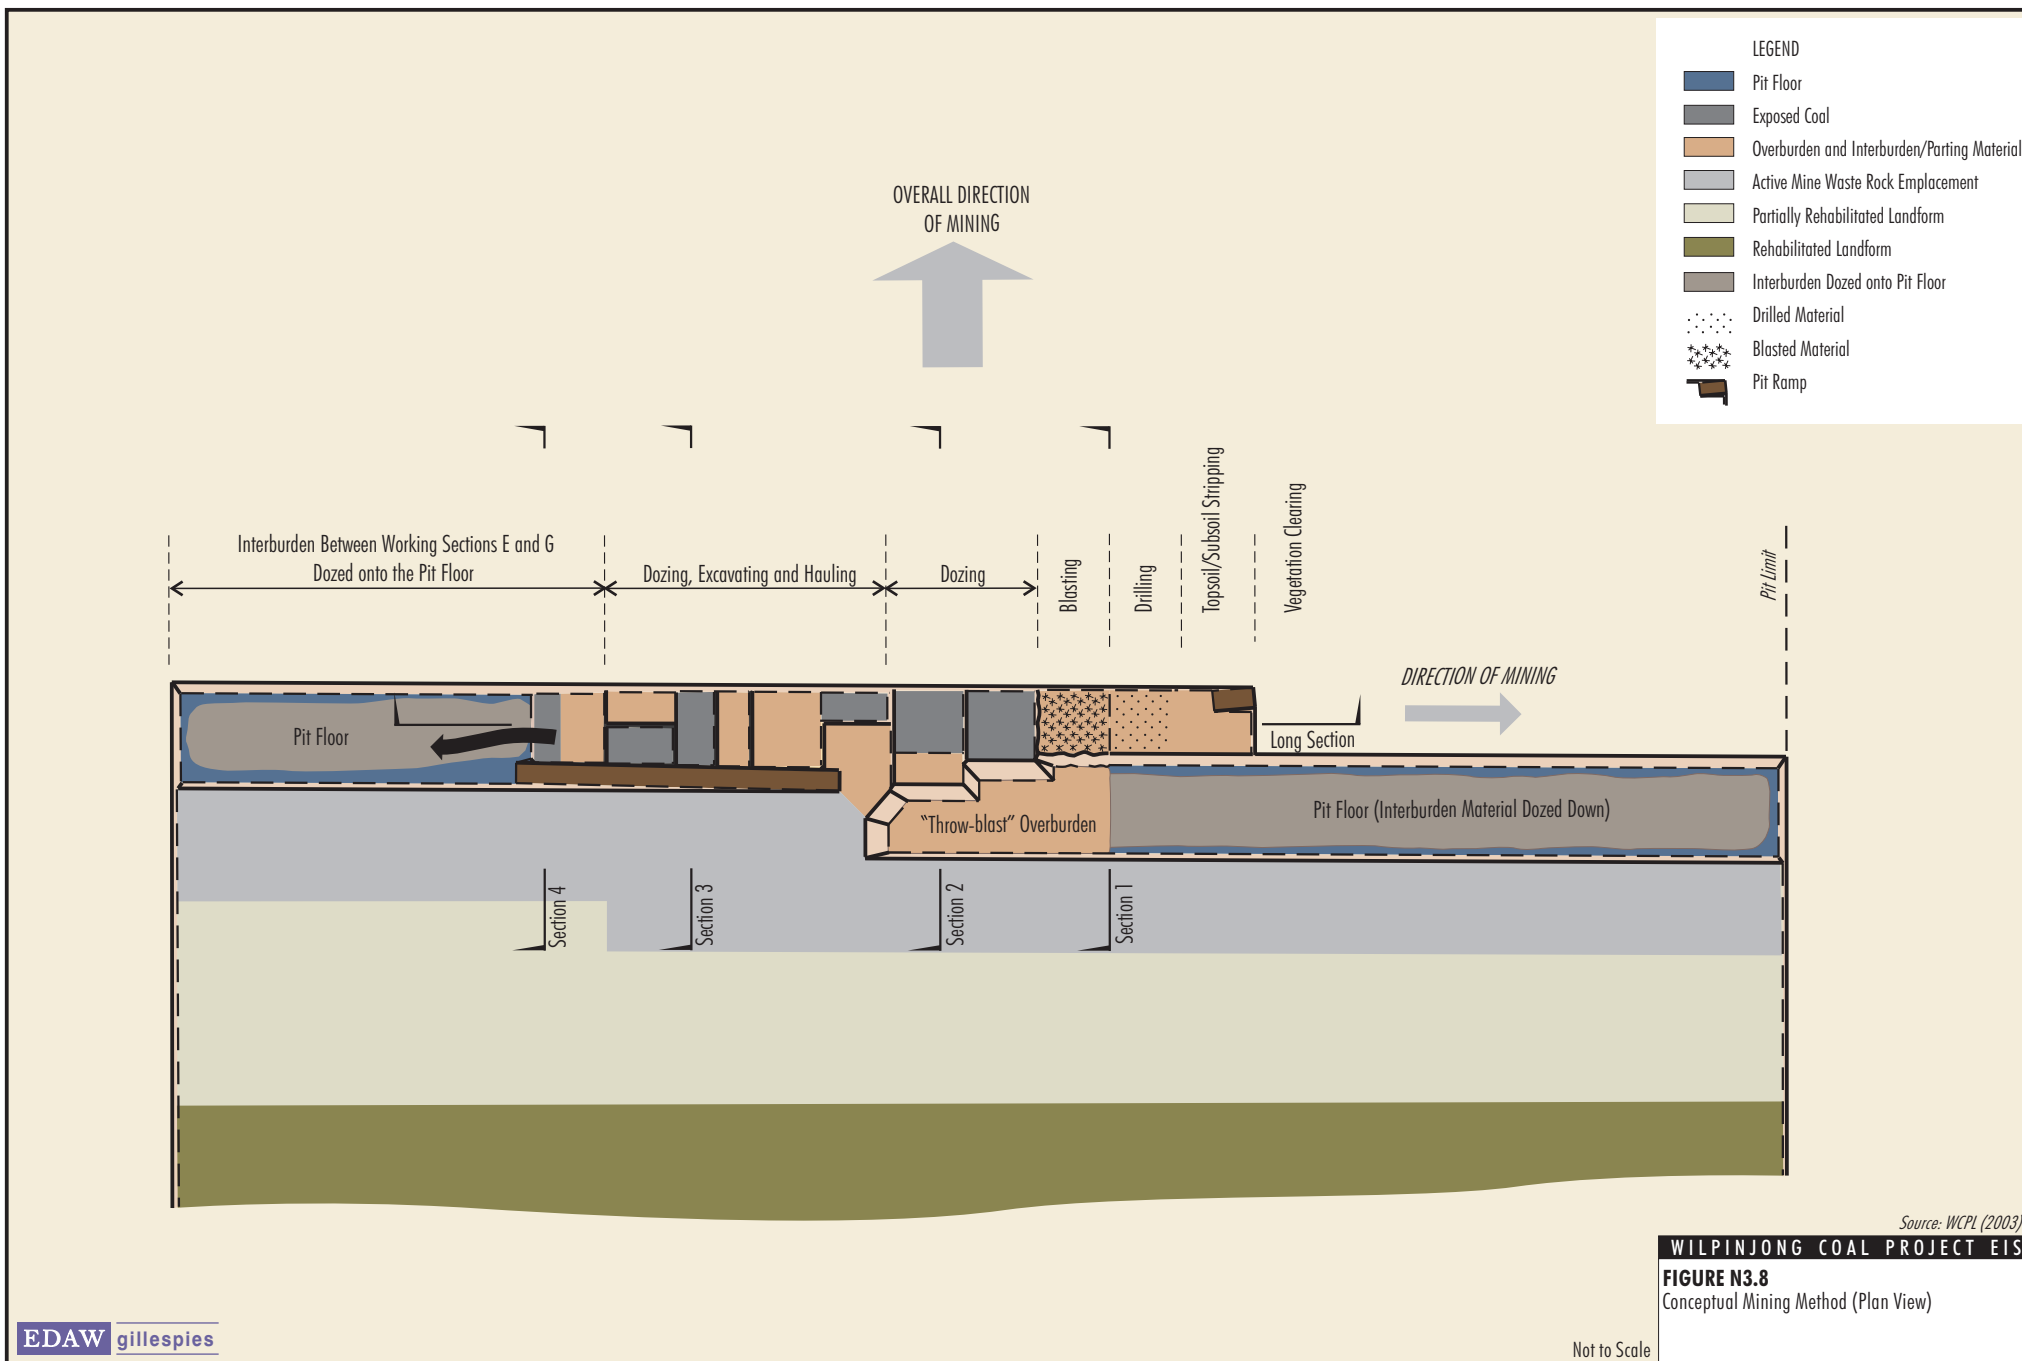 LEGEND
Pit Floor
Exposed Coal
Overburden and Interburden/Parting Material
Active Mine Waste Rock Emplacement
Partially Rehabilitated Landform
Rehabilitated Landform
Interburden Dozed onto Pit Floor
Drilled Material
Blasted Material
Pit Ramp
OVERALL DIRECTION
OF MINING
Interburden Between Working Sections E and G
Dozed onto the Pit Floor
Dozing, Excavating and Hauling
Dozing
Blasting
Drilling
Topsoil/Subsoil Stripping
Vegetation Clearing
Pit Limit
DIRECTION OF MINING
Long Section
Pit Floor
"Throw-blast" Overburden
Pit Floor (Interburden Material Dozed Down)
Section 4
Section 3
Section 2
Section 1
Source: WCPL (2003)
WILPINJONG COAL PROJECT EIS
FIGURE N3.8
Conceptual Mining Method (Plan View)
Not to Scale
EDAW gillespies